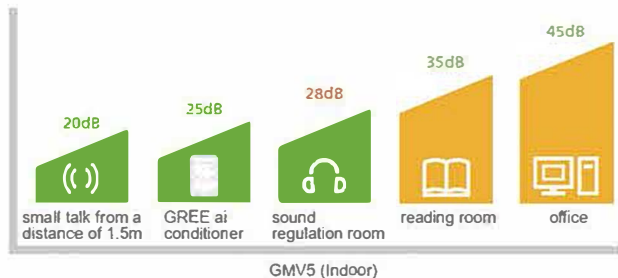 45dB
35dB
28dB
25dB
20dB
small talk from a
distance of 1.5m
GREE ai
conditioner
sound
regulation room
reading room
office
GMV5 (Indoor)